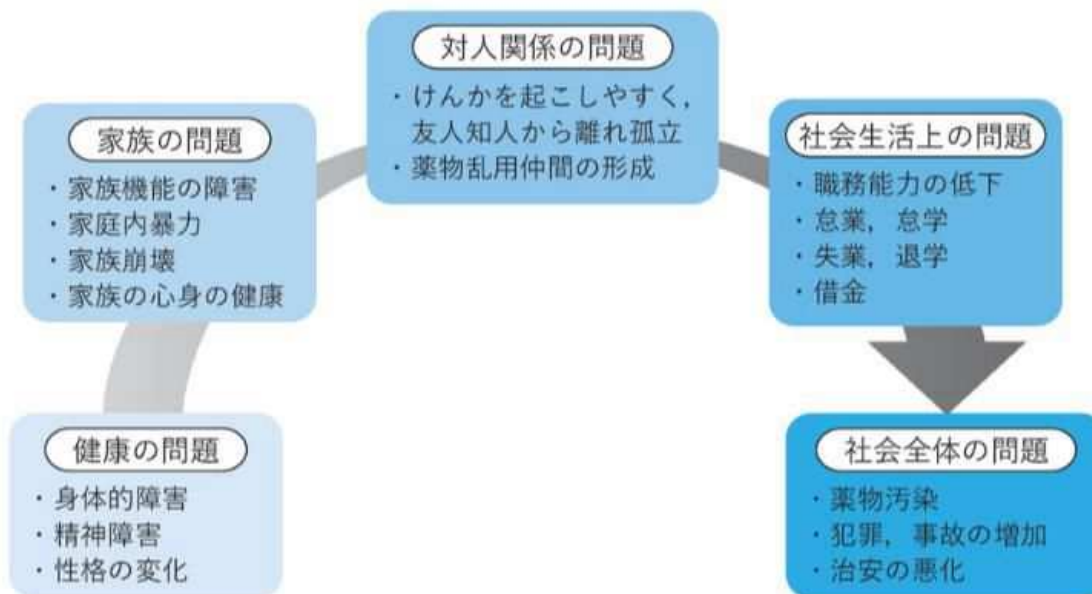 対人関係の問題
・けんかを起こしやすく，
友人知人から離れ孤立
・薬物乱用仲間の形成
家族の問題
・家族機能の障害
・家庭内暴力
・家族崩壊
・家族の心身の健康
社会生活上の問題
・職務能力の低下
・怠業，怠学
・失業，退学
・借金
健康の問題
・身体的障害
・精神障害
・性格の変化
社会全体の問題
・薬物汚染
・犯罪，事故の増加
・治安の悪化